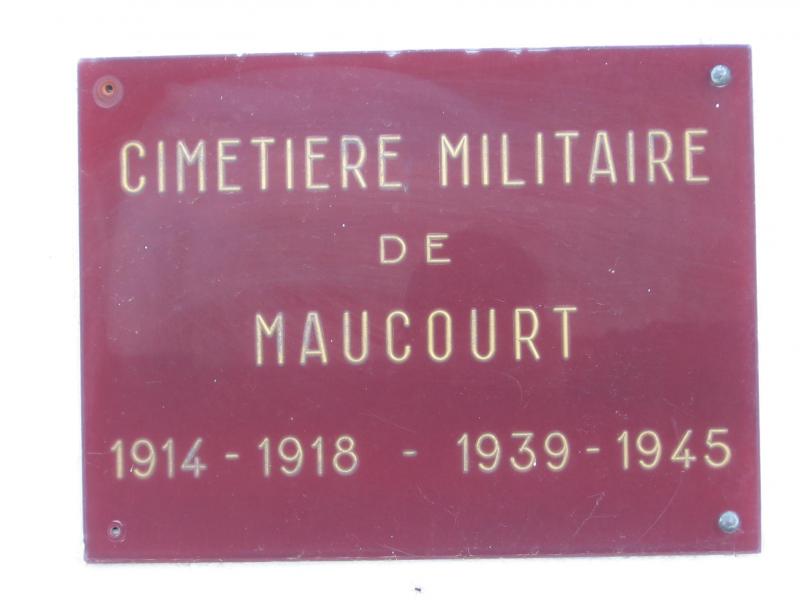 CIMETIERE MILITAIRE
DE
MAUCOURT
1914 - 1918 - 1939 - 1945